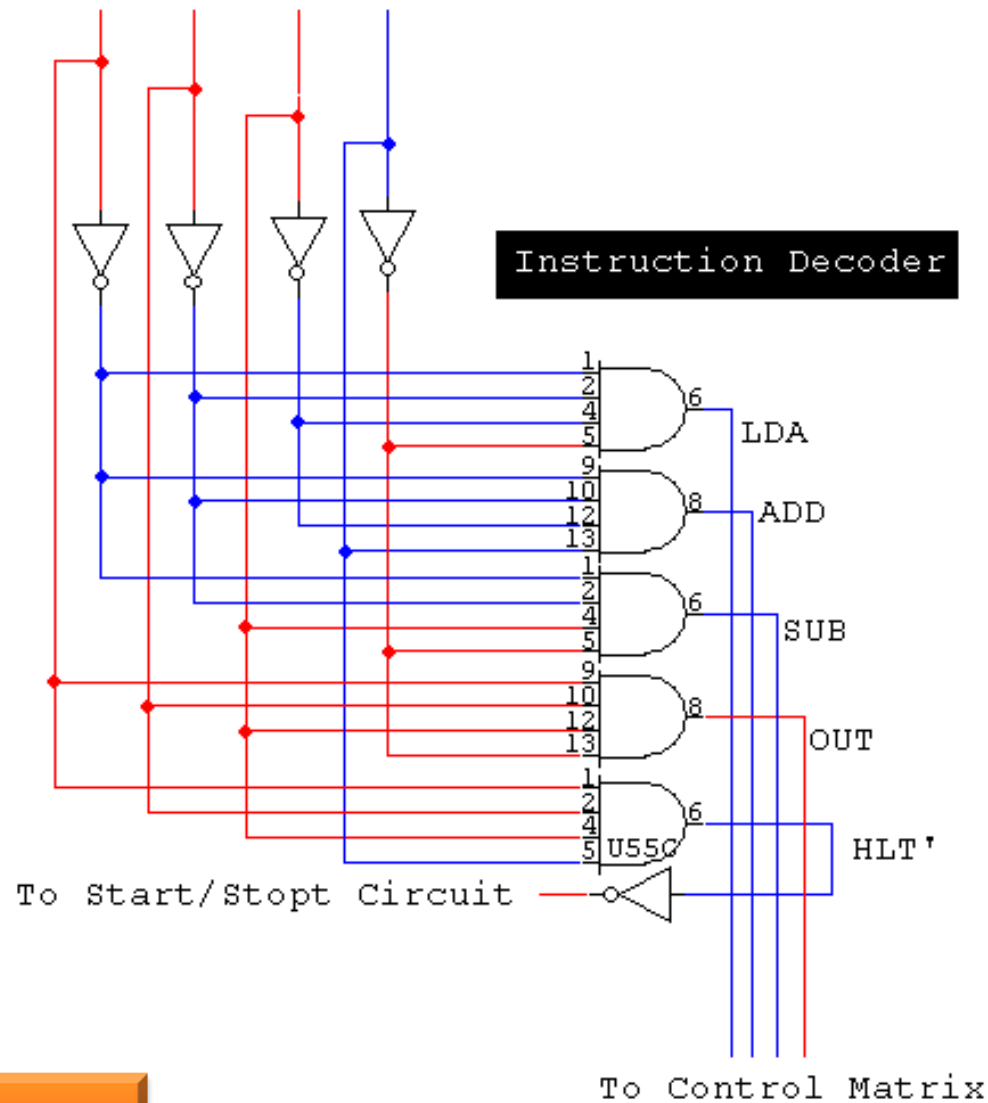 Instruction Decoder
1
2
4
5
6
LDA
9
10
12
13
8
ADD
1
2
4
5
6
SUB
9
10
12
13
8
OUT
1
2
4
5
U55C
6
HLT'
To Start/Stopt Circuit
To Control Matrix